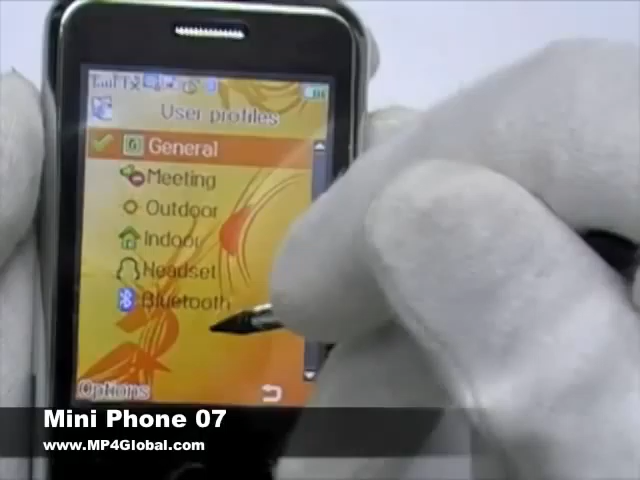 User profiles
General
Meeting
Outdoor
Indoor
Headset
Bluetooth
Options
Mini Phone 07
www.MP4Global.com